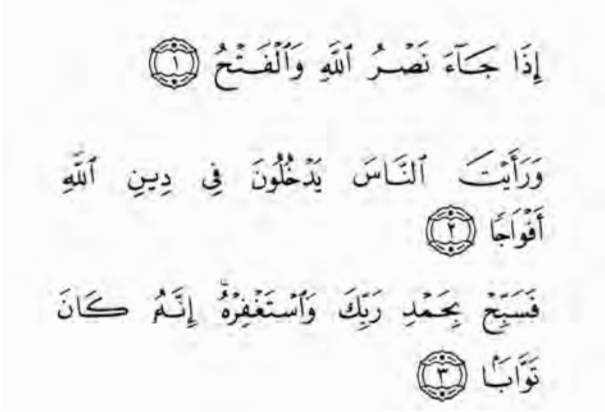 إِذَا جَآءَ نَصْرُ ٱللَّهِ وَٱلْفَتْحُ ١
وَرَأَيْتَ ٱلنَّاسَ يَدْخُلُونَ فِى دِينِ ٱللَّهِ
أَفْوَاجًا ٢
فَسَبِّحْ بِحَمْدِ رَبِّكَ وَٱسْتَغْفِرْهُ ۚ إِنَّهُۥ كَانَ
تَوَّابًۢا ٣